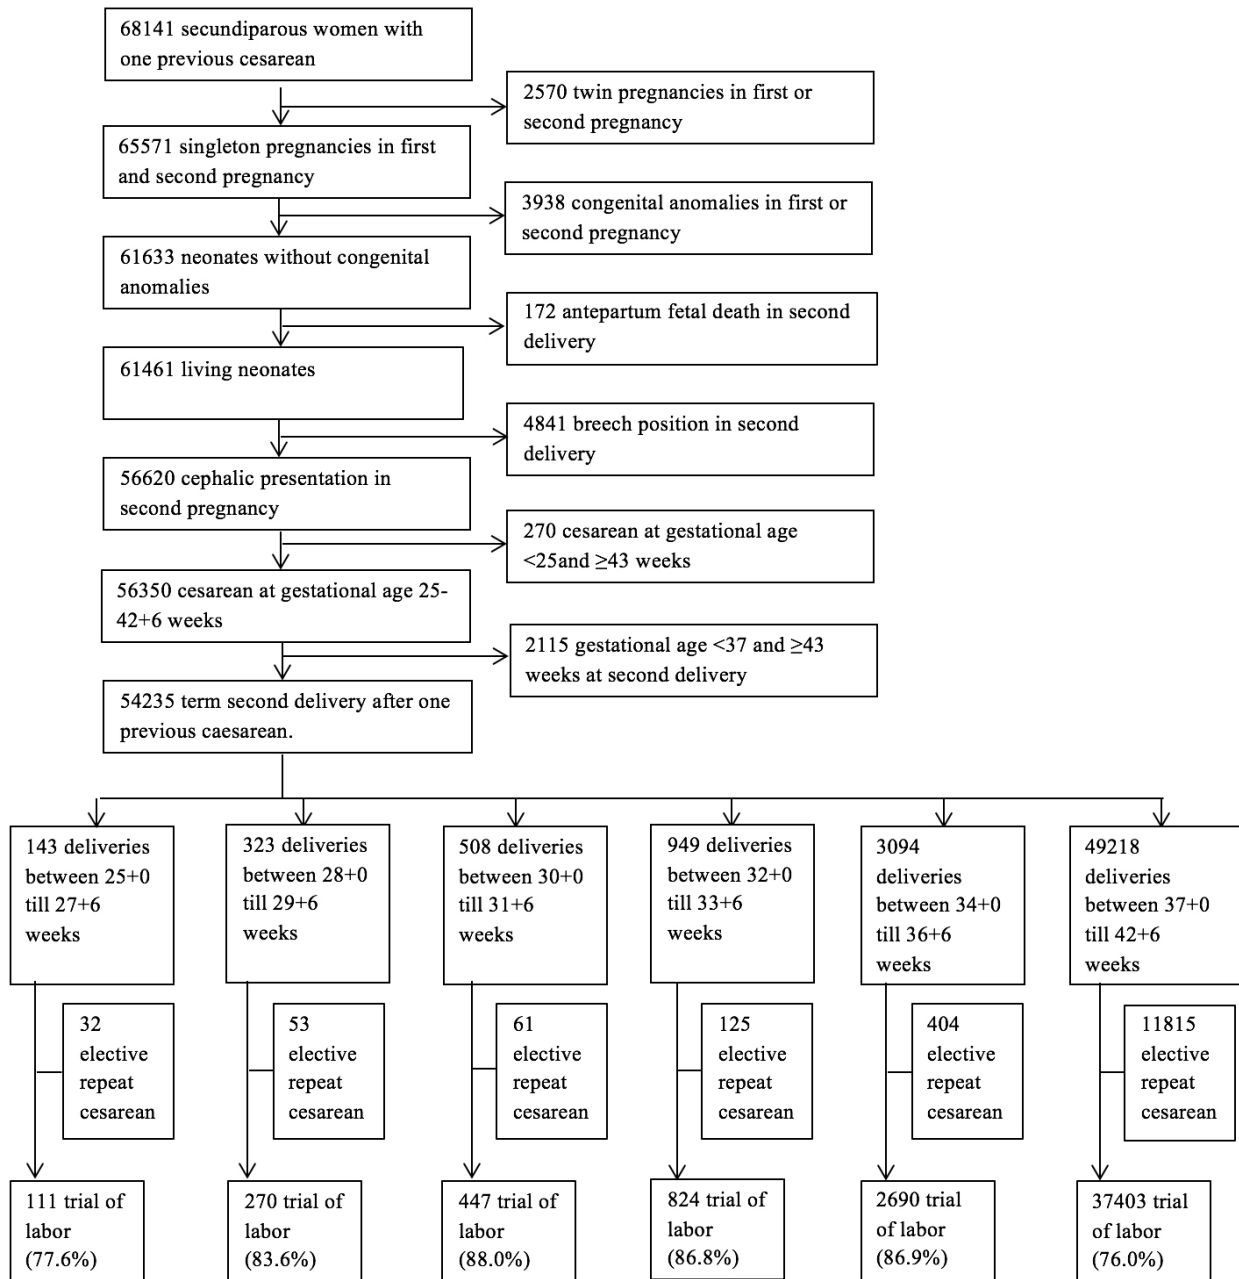 68141 secundiparous women with
one previous cesarean
2570 twin pregnancies in first or
second pregnancy
65571 singleton pregnancies in first
and second pregnancy
3938 congenital anomalies in first or
second pregnancy
61633 neonates without congenital
anomalies
172 antepartum fetal death in second
delivery
61461 living neonates
4841 breech position in second
delivery
56620 cephalic presentation in
second pregnancy
270 cesarean at gestational age
<25and ≥43 weeks
56350 cesarean at gestational age 25-
42+6 weeks
2115 gestational age <37 and ≥43
weeks at second delivery
54235 term second delivery after one
previous caesarean.
143 deliveries
between 25+0
till 27+6
weeks
323 deliveries
between 28+0
till 29+6
weeks
508 deliveries
between 30+0
till 31+6
weeks
949 deliveries
between 32+0
till 33+6
weeks
3094
deliveries
between 34+0
till 36+6
weeks
49218
deliveries
between 37+0
till 42+6
weeks
32
elective
repeat
cesarean
53
elective
repeat
cesarean
61
elective
repeat
cesarean
125
elective
repeat
cesarean
404
elective
repeat
cesarean
11815
elective
repeat
cesarean
111 trial of
labor
(77.6%)
270 trial of
labor
(83.6%)
447 trial of
labor
(88.0%)
824 trial of
labor
(86.8%)
2690 trial
of labor
(86.9%)
37403 trial
of labor
(76.0%)